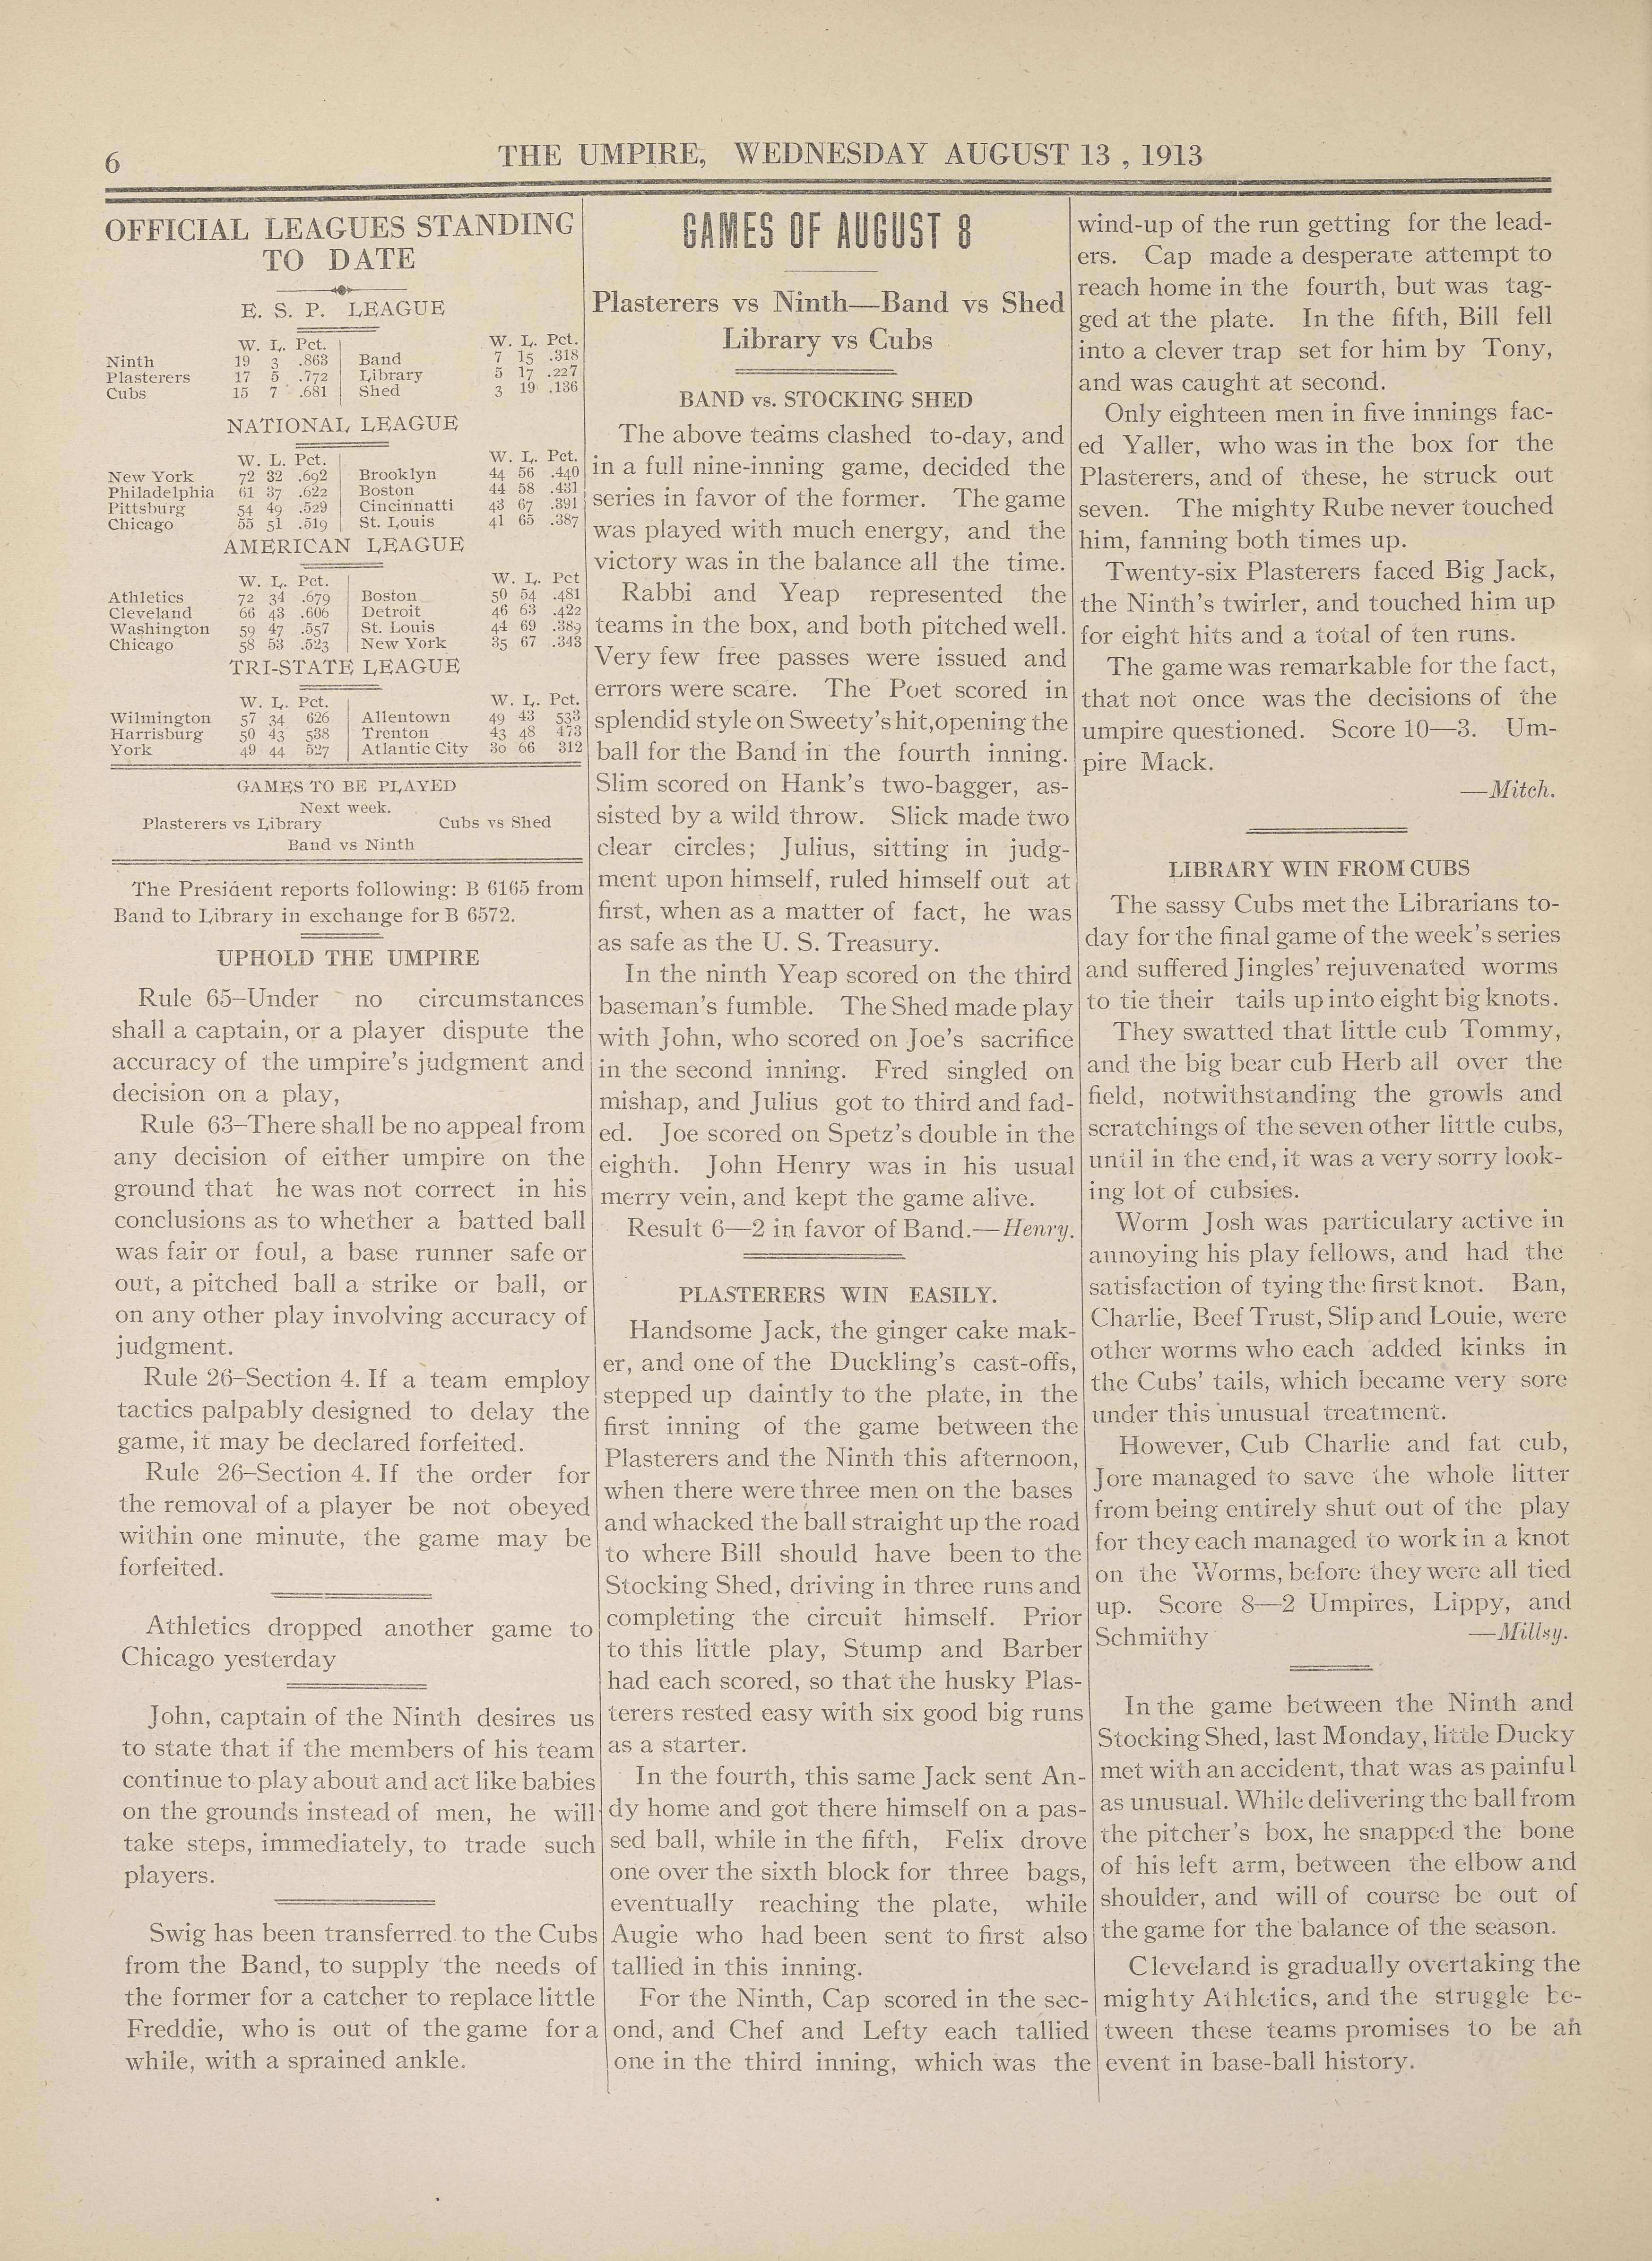 6
THE UMPIRE, WEDNESDAY AUGUST 13 , 1913
OFFICIAL LEAGUES STANDING
TO DATE
E. S. P. LEAGUE
W. L. Pct. W. L. Pct.
Ninth 19 3 .863 Band 7 15 .318
Plasterers 17 5 .772 Library 5 17 .227
Cubs 15 7 .681 Shed 3 19 .136
NATIONAL LEAGUE
W. L. Pct. W. L. Pct.
New York 72 32 .692 Brooklyn 44 56 .440
Philadelphia 61 37 .622 Boston 44 58 .431
Pittsburg 54 49 .529 Cincinnatti 43 67 .391
Chicago 55 51 .519 St. Louis 41 65 .387
AMERICAN LEAGUE
W. L. Pct. W. L. Pct
Athletics 72 34 .679 Boston 50 54 .481
Cleveland 66 43 .606 Detroit 46 63 .422
Washington 59 47 .557 St. Louis 44 69 .389
Chicago 58 53 .523 New York 35 67 .343
TRI-STATE LEAGUE
W. L. Pct. W. L. Pct.
Wilmington 57 34 626 Allentown 49 43 533
Harrisburg 50 43 538 Trenton 43 48 473
York 49 44 527 Atlantic City 30 66 312
GAMES TO BE PLAYED
Next week.
Plasterers vs Library Cubs vs Shed
Band vs Ninth
The President reports following: B 6165 from
Band to Library in exchange for B 6572.
UPHOLD THE UMPIRE
Rule 65–Under no circumstances
shall a captain, or a player dispute the
accuracy of the umpire's judgment and
decision on a play,
Rule 63–There shall be no appeal from
any decision of either umpire on the
ground that he was not correct in his
conclusions as to whether a batted ball
was fair or foul, a base runner safe or
out, a pitched ball a strike or ball, or
on any other play involving accuracy of
judgment.
Rule 26–Section 4. If a team employ
tactics palpably designed to delay the
game, it may be declared forfeited.
Rule 26–Section 4. If the order for
the removal of a player be not obeyed
within one minute, the game may be
forfeited.
Athletics dropped another game to
Chicago yesterday
John, captain of the Ninth desires us
to state that if the members of his team
continue to play about and act like babies
on the grounds instead of men, he will
take steps, immediately, to trade such
players.
Swig has been transferred to the Cubs
from the Band, to supply the needs of
the former for a catcher to replace little
Freddie, who is out of the game for a
while, with a sprained ankle.
GAMES OF AUGUST 8
Plasterers vs Ninth—Band vs Shed
Library vs Cubs
BAND vs. STOCKING SHED
The above teams clashed to-day, and
in a full nine-inning game, decided the
series in favor of the former. The game
was played with much energy, and the
victory was in the balance all the time.
Rabbi and Yeap represented the
teams in the box, and both pitched well.
Very few free passes were issued and
errors were scare. The Poet scored in
splendid style on Sweety's hit,opening the
ball for the Band in the fourth inning.
Slim scored on Hank's two-bagger, as-
sisted by a wild throw. Slick made two
clear circles; Julius, sitting in judg-
ment upon himself, ruled himself out at
first, when as a matter of fact, he was
as safe as the U. S. Treasury.
In the ninth Yeap scored on the third
baseman's fumble. The Shed made play
with John, who scored on Joe's sacrifice
in the second inning. Fred singled on
mishap, and Julius got to third and fad-
ed. Joe scored on Spetz's double in the
eighth. John Henry was in his usual
merry vein, and kept the game alive.
Result 6—2 in favor of Band.—Henry.
PLASTERERS WIN EASILY.
Handsome Jack, the ginger cake mak-
er, and one of the Duckling's cast-offs,
stepped up daintly to the plate, in the
first inning of the game between the
Plasterers and the Ninth this afternoon,
when there were three men on the bases
and whacked the ball straight up the road
to where Bill should have been to the
Stocking Shed, driving in three runs and
completing the circuit himself. Prior
to this little play, Stump and Barber
had each scored, so that the husky Plas-
terers rested easy with six good big runs
as a starter.
In the fourth, this same Jack sent An-
dy home and got there himself on a pas-
sed ball, while in the fifth, Felix drove
one over the sixth block for three bags,
eventually reaching the plate, while
Augie who had been sent to first also
tallied in this inning.
For the Ninth, Cap scored in the sec-
ond, and Chef and Lefty each tallied
one in the third inning, which was the
wind-up of the run getting for the lead-
ers. Cap made a desperate attempt to
reach home in the fourth, but was tag-
ged at the plate. In the fifth, Bill fell
into a clever trap set for him by Tony,
and was caught at second.
Only eighteen men in five innings fac-
ed Yaller, who was in the box for the
Plasterers, and of these, he struck out
seven. The mighty Rube never touched
him, fanning both times up.
Twenty-six Plasterers faced Big Jack,
the Ninth's twirler, and touched him up
for eight hits and a total of ten runs.
The game was remarkable for the fact,
that not once was the decisions of the
umpire questioned. Score 10—3. Um-
pire Mack.
—Mitch.
LIBRARY WIN FROM CUBS
The sassy Cubs met the Librarians to-
day for the final game of the week's series
and suffered Jingles' rejuvenated worms
to tie their tails up into eight big knots.
They swatted that little cub Tommy,
and the big bear cub Herb all over the
field, notwithstanding the growls and
scratchings of the seven other little cubs,
until in the end, it was a very sorry look-
ing lot of cubsies.
Worm Josh was particulary active in
annoying his play fellows, and had the
satisfaction of tying the first knot. Ban,
Charlie, Beef Trust, Slip and Louie, were
other worms who each added kinks in
the Cubs' tails, which became very sore
under this unusual treatment.
However, Cub Charlie and fat cub,
Jore managed to save the whole litter
from being entirely shut out of the play
for they each managed to work in a knot
on the Worms, before they were all tied
up. Score 8—2 Umpires, Lippy, and
Schmithy —Millsy.
In the game between the Ninth and
Stocking Shed, last Monday, little Ducky
met with an accident, that was as painful
as unusual. While delivering the ball from
the pitcher's box, he snapped the bone
of his left arm, between the elbow and
shoulder, and will of course be out of
the game for the balance of the season.
Cleveland is gradually overtaking the
mighty Athletics, and the struggle be-
tween these teams promises to be an
event in base-ball history.